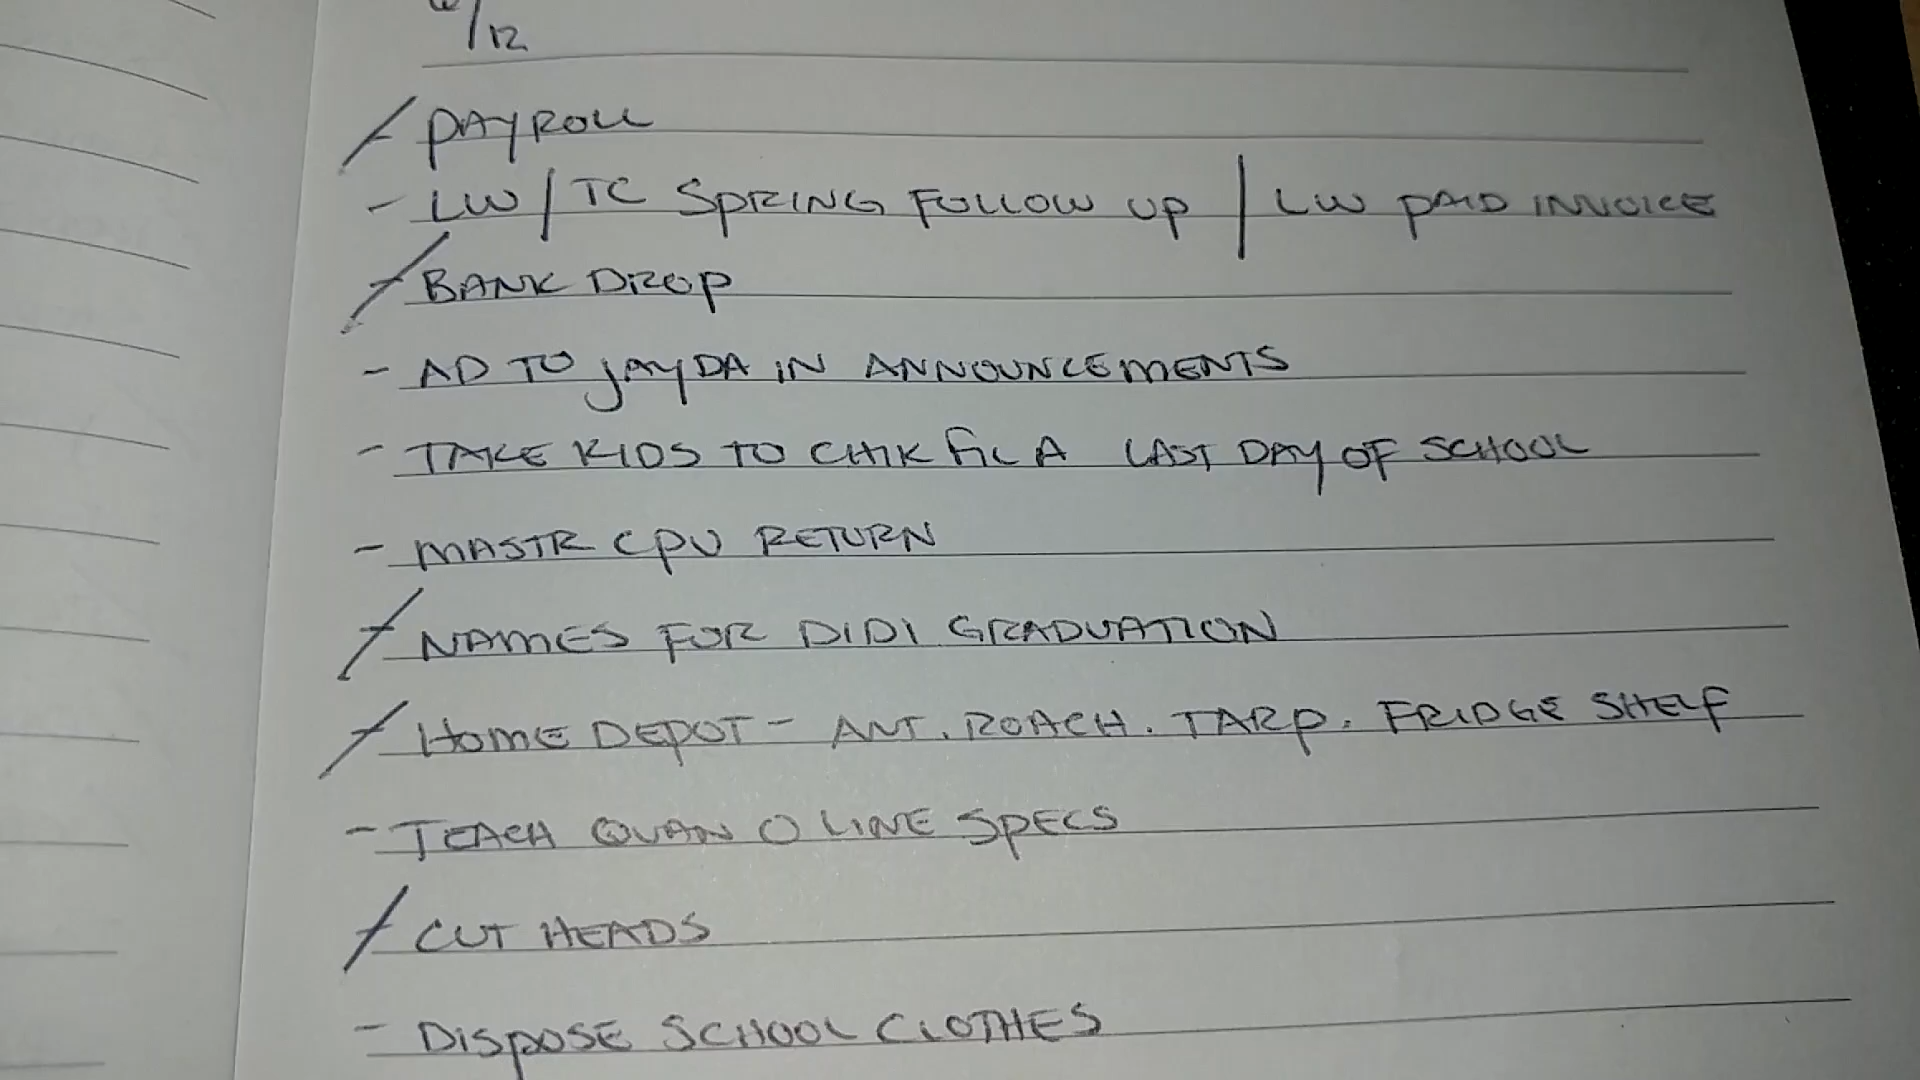 6/12
- PAYROLL
- LW / TC SPRING FOLLOW UP | LW PAID INVOICE
- BANK DROP
- AD TO JAYDA IN ANNOUNCEMENTS
- TAKE KIDS TO CHIK FIL A LAST DAY OF SCHOOL
- MASTR CPU RETURN
- NAMES FOR DIDI GRADUATION
- HOME DEPOT - ANT. ROACH. TARP. FRIDGE SHELF
- TEACH QUAN O LINE SPECS
- CUT HEADS
- DISPOSE SCHOOL CLOTHES